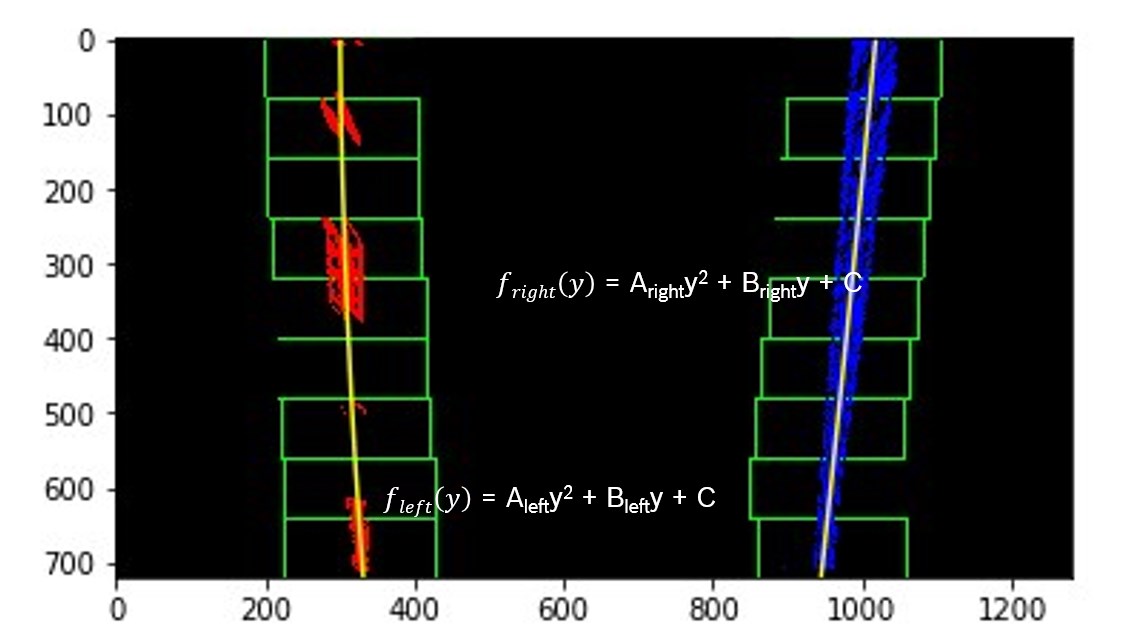 0
100
200
300
f_right(y) = A_right y² + B_right y + C
400
500
600
f_left(y) = A_left y² + B_left y + C
700
0 200 400 600 800 1000 1200